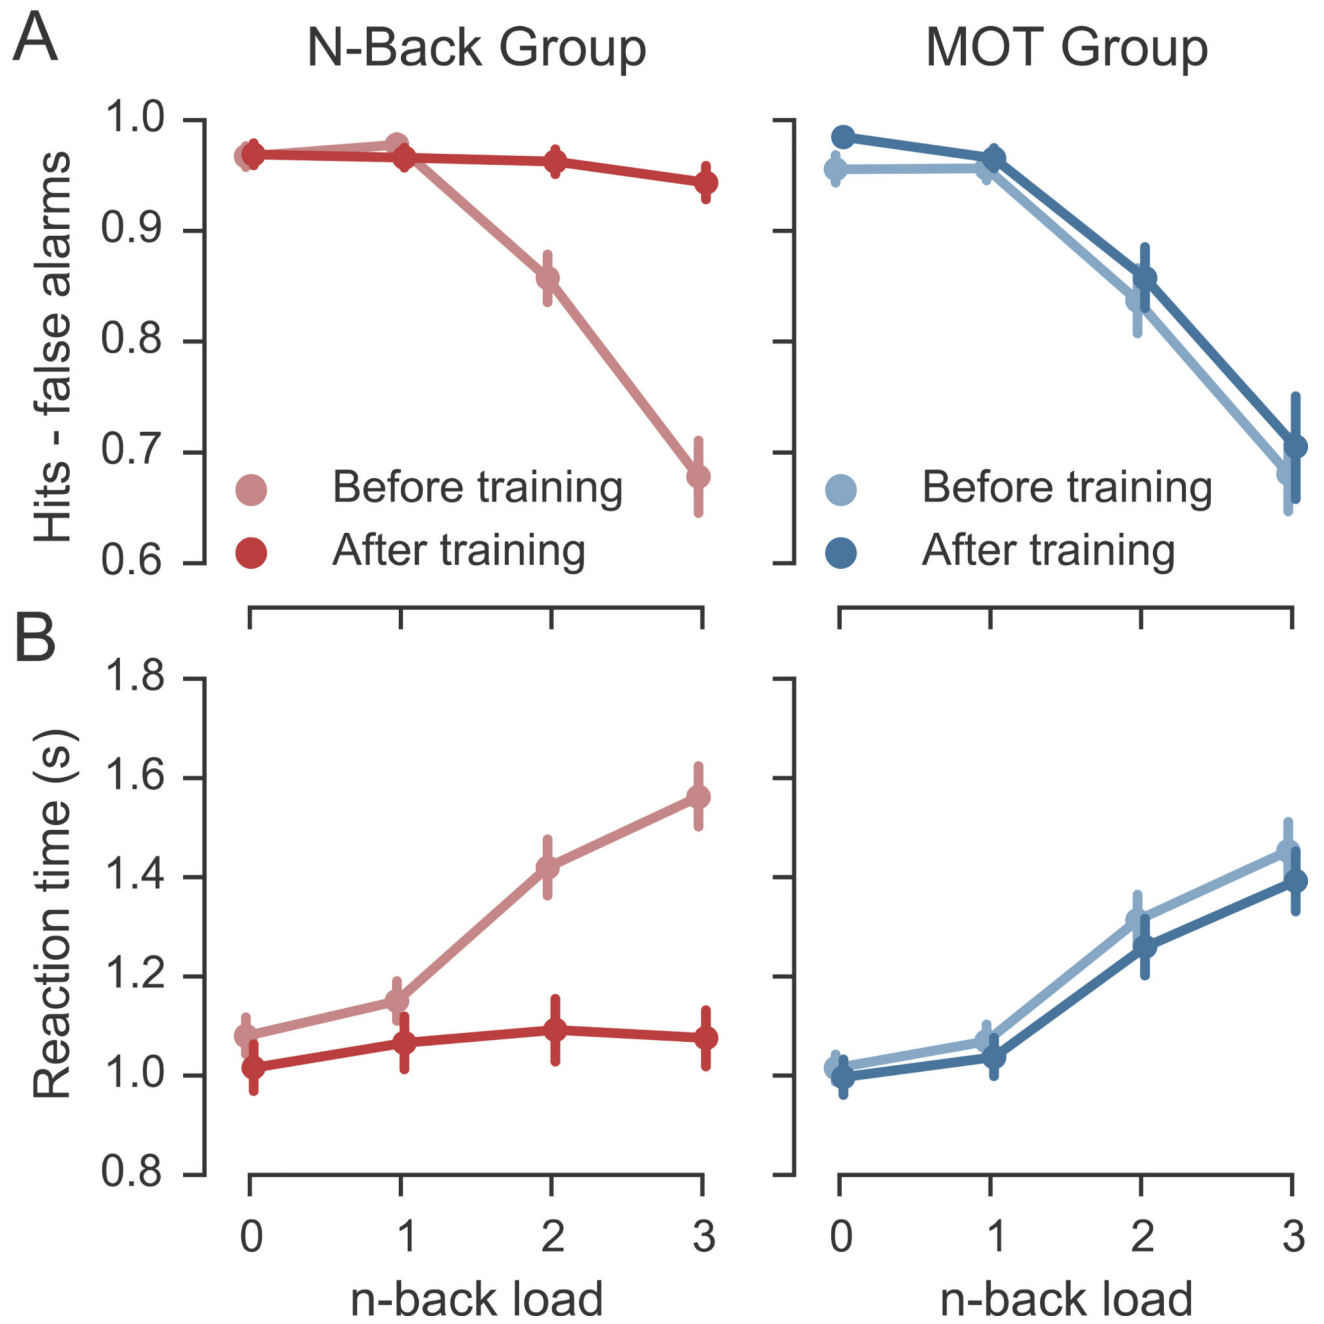 A
N-Back Group
MOT Group
1.0
0.9
0.8
0.7
0.6
Hits - false alarms
Before training
After training
Before training
After training
B
1.8
1.6
1.4
1.2
1.0
0.8
Reaction time (s)
0 1 2 3
0 1 2 3
n-back load
n-back load